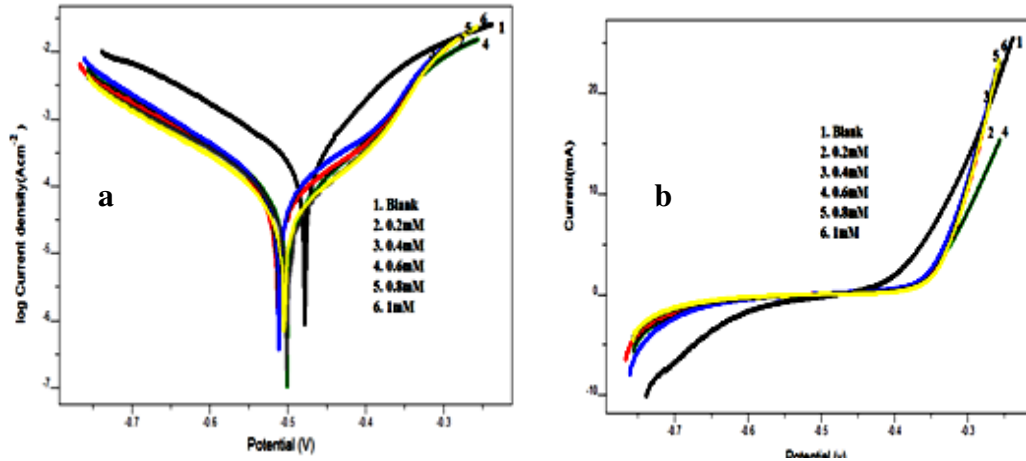 log Current density(Acm-2)
-2
-3
-4
-5
-6
-7
6
5
1
4
a
1. Blank
2. 0.2mM
3. 0.4mM
4. 0.6mM
5. 0.8mM
6. 1mM
-0.7
-0.6
-0.5
-0.4
-0.3
Potential (V)
Current(mA)
20
10
0
-10
6
1
5
3
2
4
b
1. Blank
2. 0.2mM
3. 0.4mM
4. 0.6mM
5. 0.8mM
6. 1mM
-0.7
-0.6
-0.5
-0.4
-0.3
Potential (v)